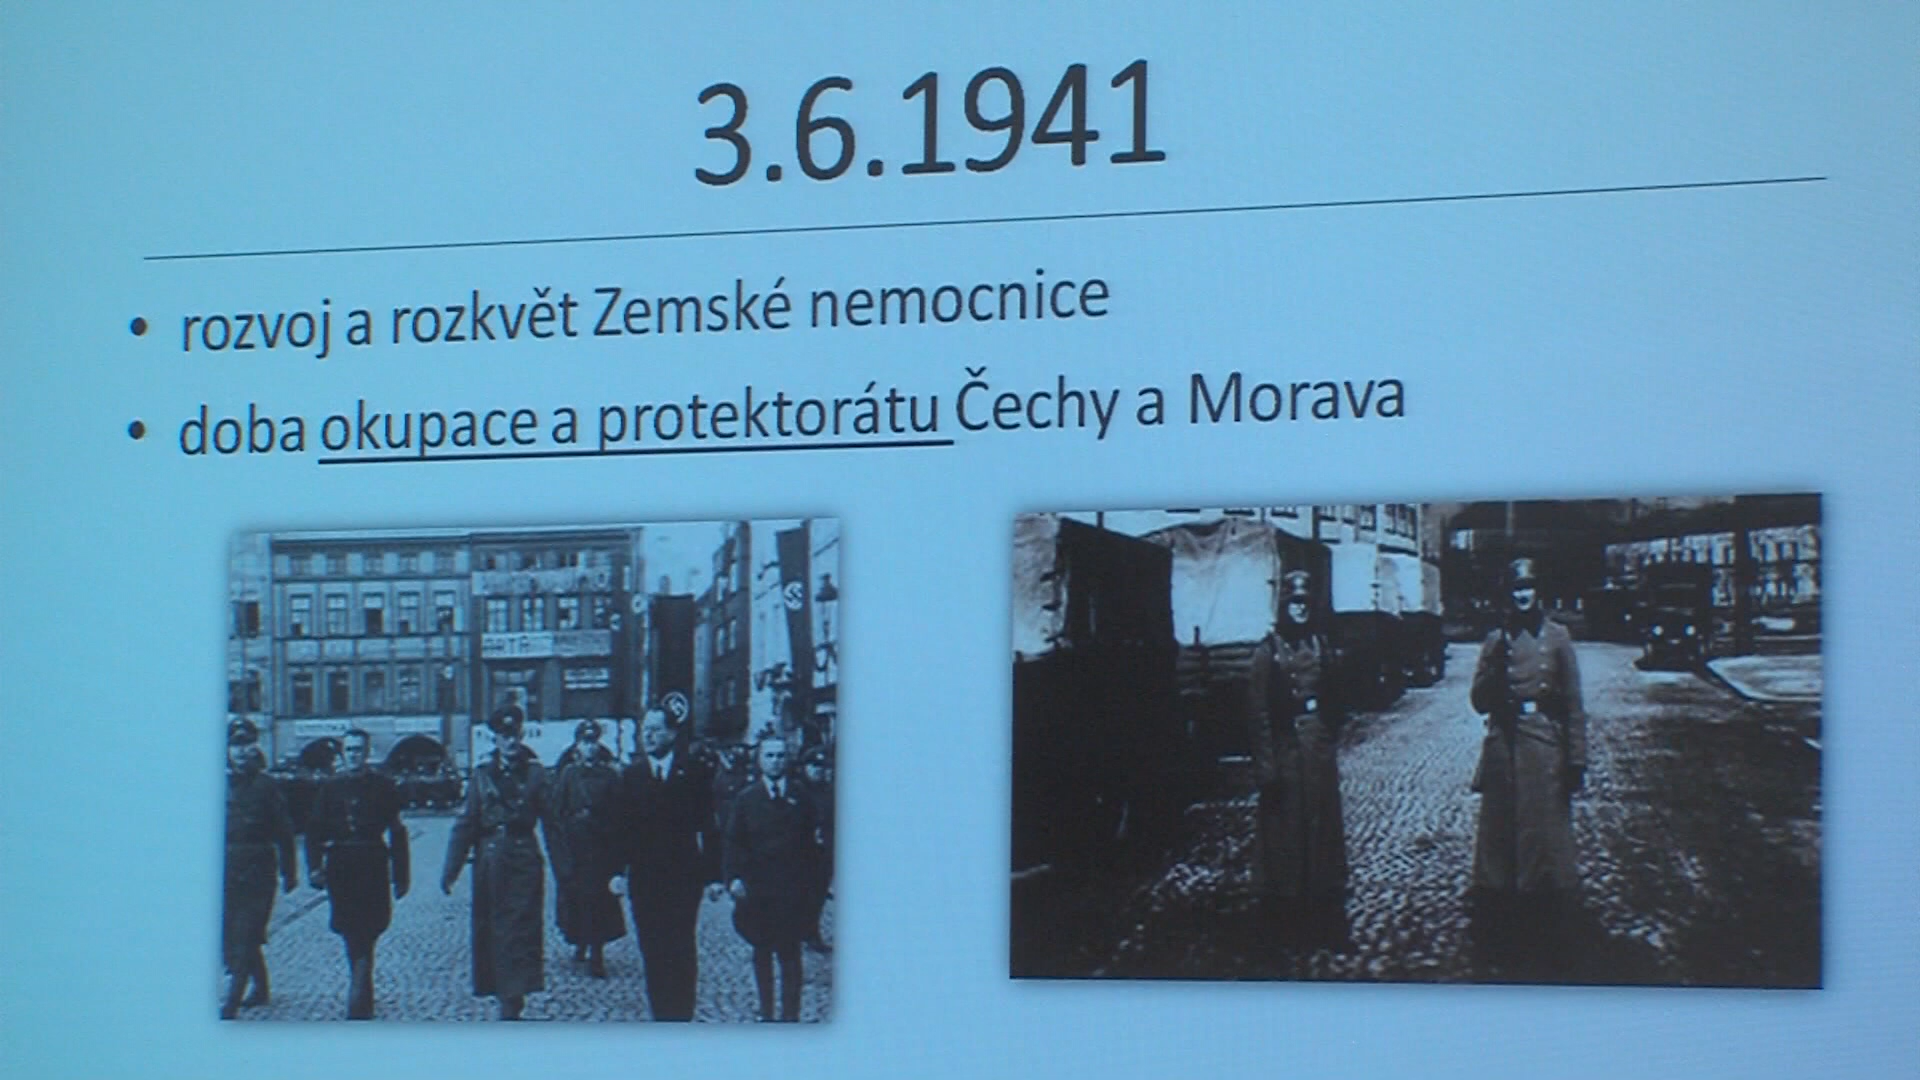 3.6.1941
• rozvoj a rozkvět Zemské nemocnice
• doba okupace a protektorátu Čechy a Morava